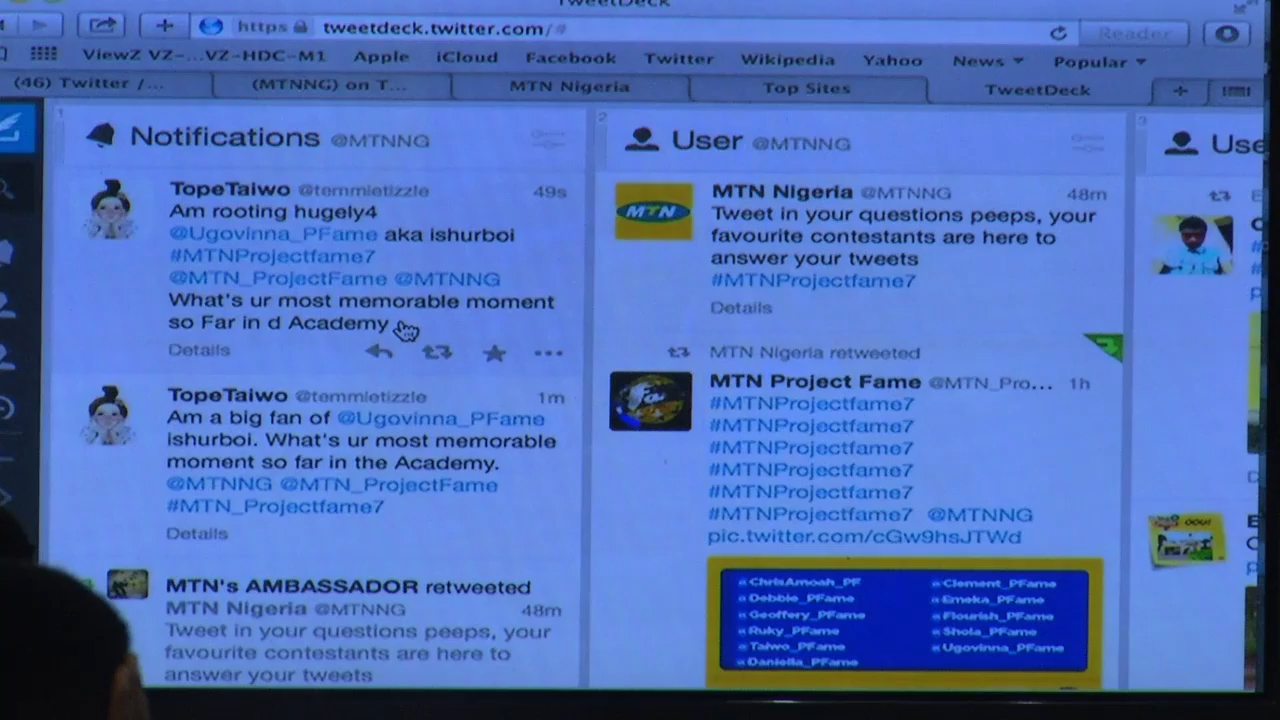 TweetDeck
https tweetdeck.twitter.com/#
Reader
ViewZ VZ-...VZ-HDC-M1 Apple iCloud Facebook Twitter Wikipedia Yahoo News Popular
(46) Twitter /... (MTNNG) on T... MTN Nigeria Top Sites TweetDeck +
1
Notifications @MTNNG
TopeTaiwo @temmietizzle 49s
Am rooting hugely4
@Ugovinna_PFame aka ishurboi
#MTNProjectfame7
@MTN_ProjectFame @MTNNG
What's ur most memorable moment
so Far in d Academy
Details
TopeTaiwo @temmietizzle 1m
Am a big fan of @Ugovinna_PFame
ishurboi. What's ur most memorable
moment so far in the Academy.
@MTNNG @MTN_ProjectFame
#MTN_Projectfame7
Details
MTN's AMBASSADOR retweeted
MTN Nigeria @MTNNG 48m
Tweet in your questions peeps, your
favourite contestants are here to
answer your tweets
2
User @MTNNG
MTN
MTN Nigeria @MTNNG 48m
Tweet in your questions peeps, your
favourite contestants are here to
answer your tweets
#MTNProjectfame7
Details
MTN Nigeria retweeted
MTN Project Fame @MTN_Pro... 1h
#MTNProjectfame7
#MTNProjectfame7
#MTNProjectfame7
#MTNProjectfame7
#MTNProjectfame7
#MTNProjectfame7 @MTNNG
pic.twitter.com/cGw9hsJTWd
ChrisAmoah_PF
Debbie_PFame
Geoffery_PFame
Ruky_PFame
Taiwo_PFame
Daniella_PFame
Clement_PFame
Emeka_PFame
Flourish_PFame
Shola_PFame
Ugovinna_PFame
3
Use